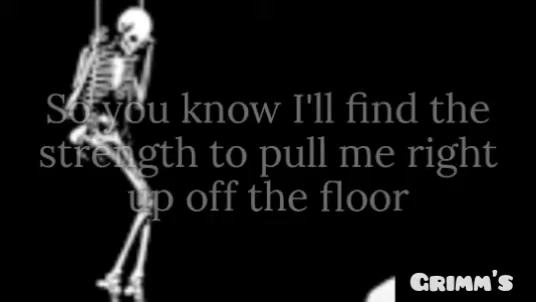 So you know I'll find the
strength to pull me right
up off the floor
Grimm's